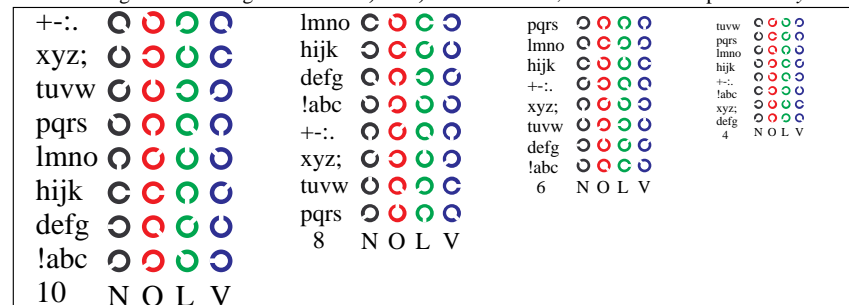 +-:.
xyz;
tuvw
pqrs
lmno
hijk
defg
!abc
10 N O L V
lmno
hijk
defg
!abc
+-:.
xyz;
tuvw
pqrs
8 N O L V
pqrs
lmno
hijk
+-:.
xyz;
tuvw
defg
!abc
6 N O L V
tuvw
pqrs
lmno
hijk
+-:.
!abc
xyz;
defg
4 N O L V